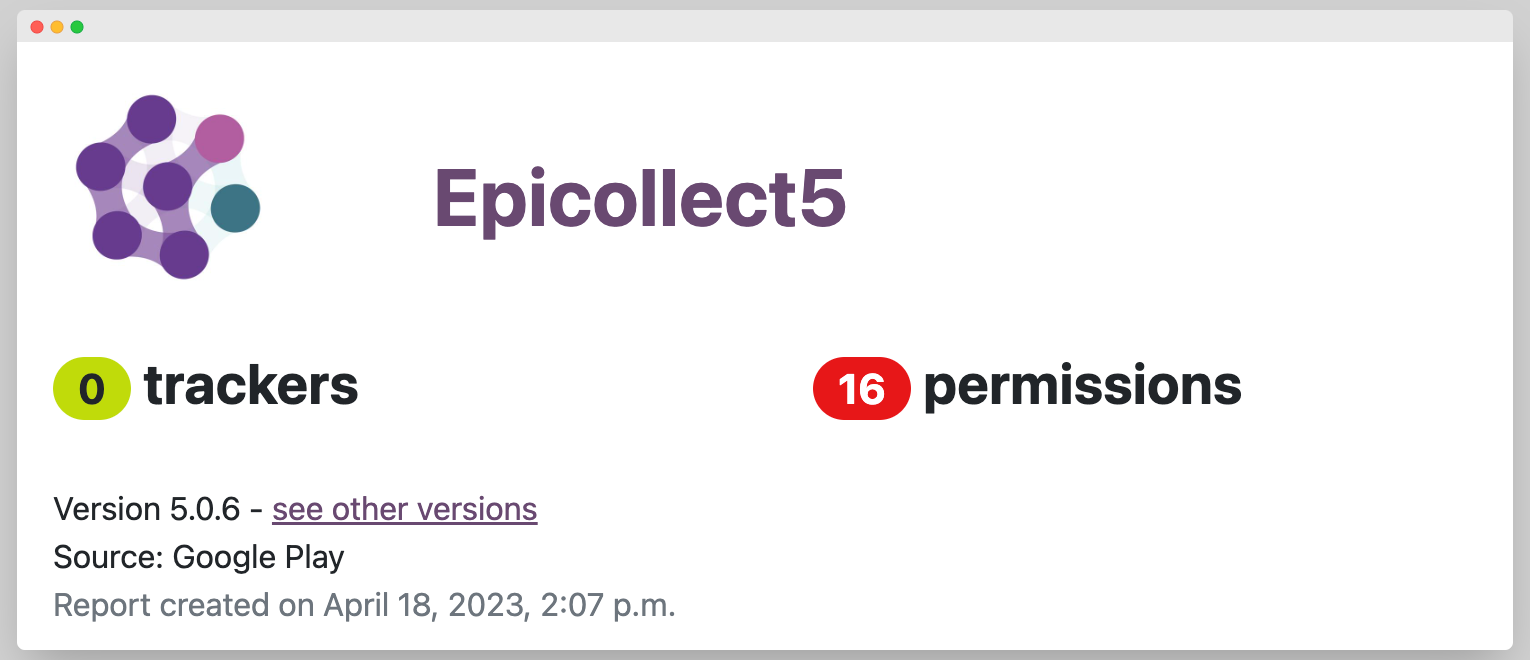 Epicollect5
0 trackers
16 permissions
Version 5.0.6 - see other versions
Source: Google Play
Report created on April 18, 2023, 2:07 p.m.